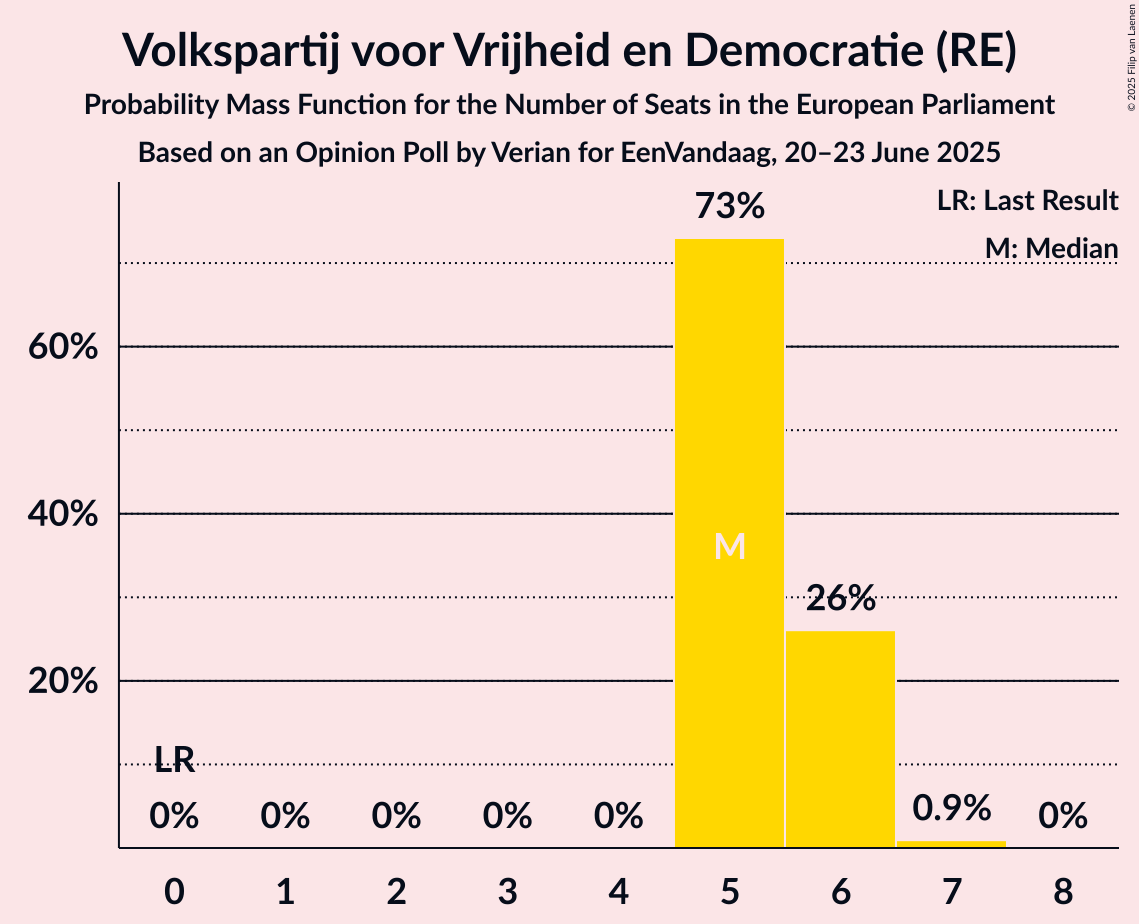 Volkspartij voor Vrijheid en Democratie (RE)
Probability Mass Function for the Number of Seats in the European Parliament
Based on an Opinion Poll by Verian for EenVandaag, 20–23 June 2025
© 2025 Filip van Laenen
LR: Last Result
M: Median
73%
60%
40%
M
26%
20%
LR
0% 0% 0% 0% 0% 0.9% 0%
0 1 2 3 4 5 6 7 8